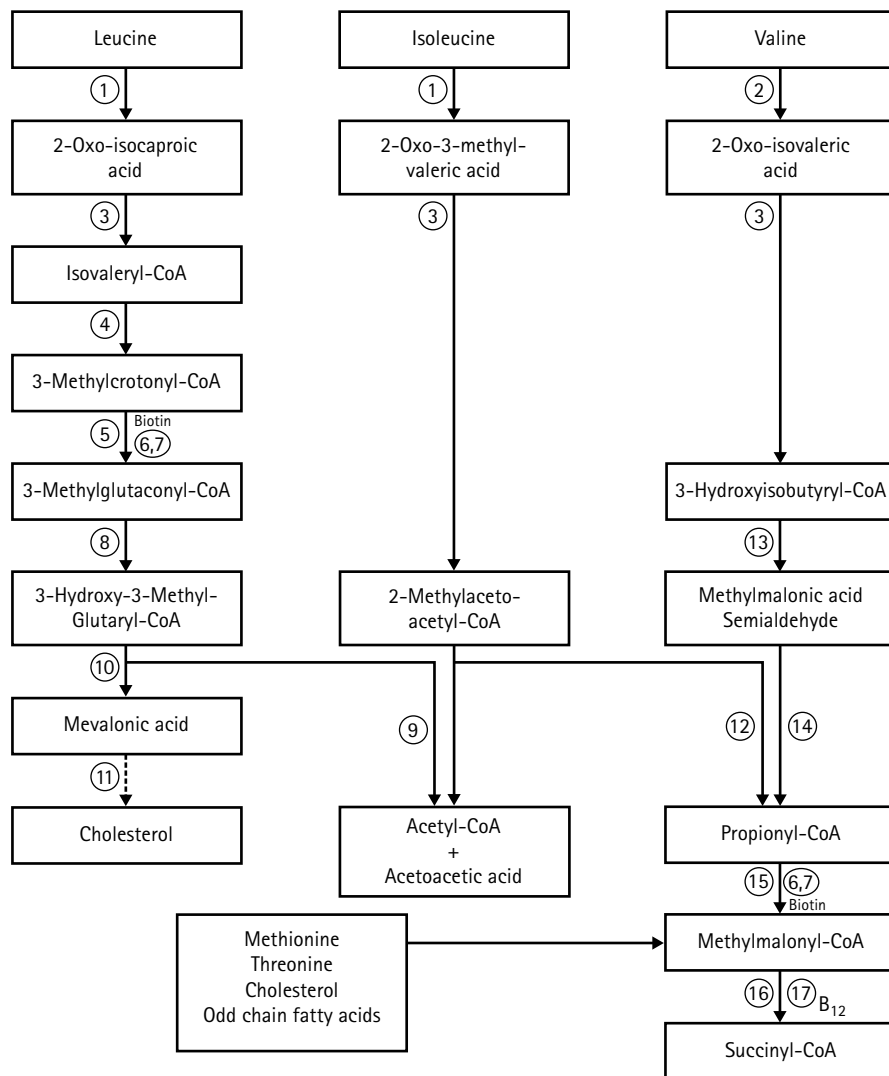 Leucine
Isoleucine
Valine
1
1
2
2-Oxo-isocaproic
acid
2-Oxo-3-methyl-
valeric acid
2-Oxo-isovaleric
acid
3
3
3
Isovaleryl-CoA
4
3-Methylcrotonyl-CoA
5
Biotin
6,7
3-Methylglutaconyl-CoA
3-Hydroxyisobutyryl-CoA
8
13
3-Hydroxy-3-Methyl-
Glutaryl-CoA
2-Methylaceto-
acetyl-CoA
Methylmalonic acid
Semialdehyde
10
Mevalonic acid
9
12
14
11
Cholesterol
Acetyl-CoA
+
Acetoacetic acid
Propionyl-CoA
15
6,7
Biotin
Methionine
Threonine
Cholesterol
Odd chain fatty acids
Methylmalonyl-CoA
16
17
B12
Succinyl-CoA